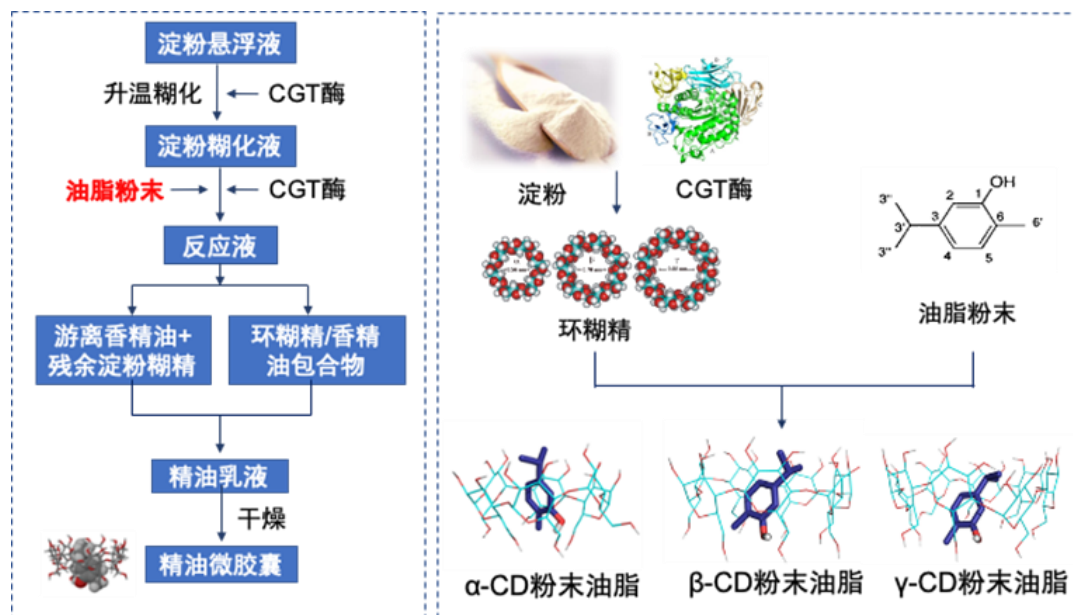 淀粉悬浮液
升温糊化
CGT酶
淀粉糊化液
油脂粉末
CGT酶
反应液
游离香精油+
残余淀粉糊精
环糊精/香精
油包合物
精油乳液
干燥
精油微胶囊
淀粉
CGT酶
环糊精
OH
1
2
3
4
5
6
6'
3'
3''
3''
油脂粉末
α-CD粉末油脂
β-CD粉末油脂
γ-CD粉末油脂